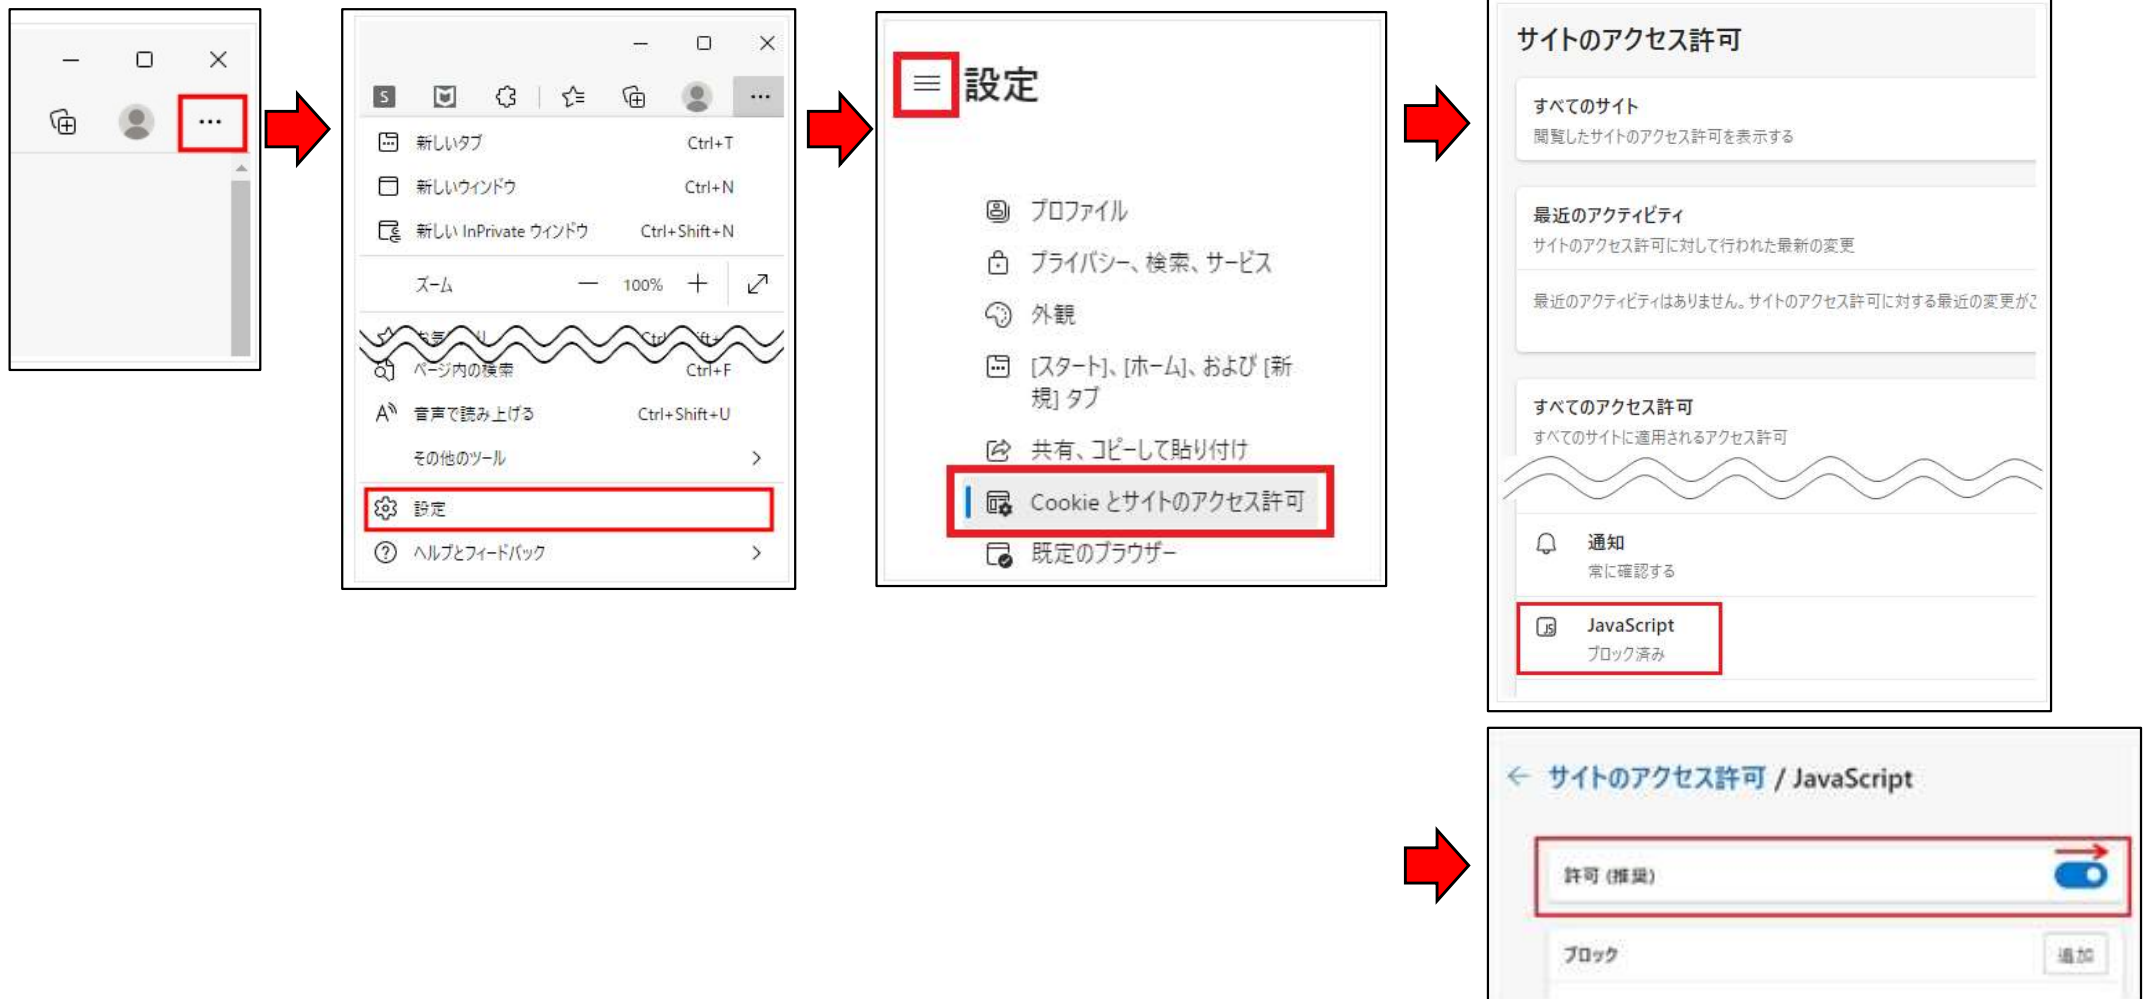 S
新しいタブ Ctrl+T
新しいウィンドウ Ctrl+N
新しい InPrivate ウィンドウ Ctrl+Shift+N
ズーム 100%
ページ内の検索 Ctrl+F
音声で読み上げる Ctrl+Shift+U
その他のツール
設定
ヘルプとフィードバック
設定
プロファイル
プライバシー、検索、サービス
外観
[スタート]、[ホーム]、および [新
規] タブ
共有、コピーして貼り付け
Cookie とサイトのアクセス許可
既定のブラウザー
サイトのアクセス許可
すべてのサイト
閲覧したサイトのアクセス許可を表示する
最近のアクティビティ
サイトのアクセス許可に対して行われた最新の変更
最近のアクティビティはありません。サイトのアクセス許可に対する最近の変更がこ
すべてのアクセス許可
すべてのサイトに適用されるアクセス許可
通知
常に確認する
JS
JavaScript
ブロック済み
サイトのアクセス許可 / JavaScript
許可 (推奨)
ブロック 追加